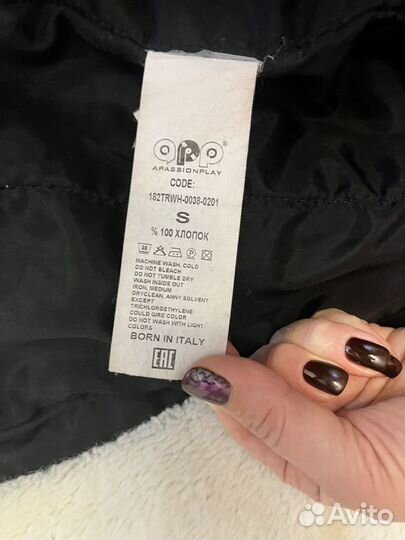 app®
APASSIONPLAY
CODE:
182TRWH-0038-0201
S
% 100 ХЛОПОК
30 P
MACHINE WASH, COLD
DO NOT BLEACH
DO NOT TUMBLE DRY
WASH INSIDE OUT
IRON, MEDIUM
DRYCLEAN, ANNY SOLVENT
EXCEPT
TRICHLOROETHYLENE
COULD GIRE COLOR
DO NOT WASH WITH LIGHT
COLORS
BORN IN ITALY
EAC
Avito